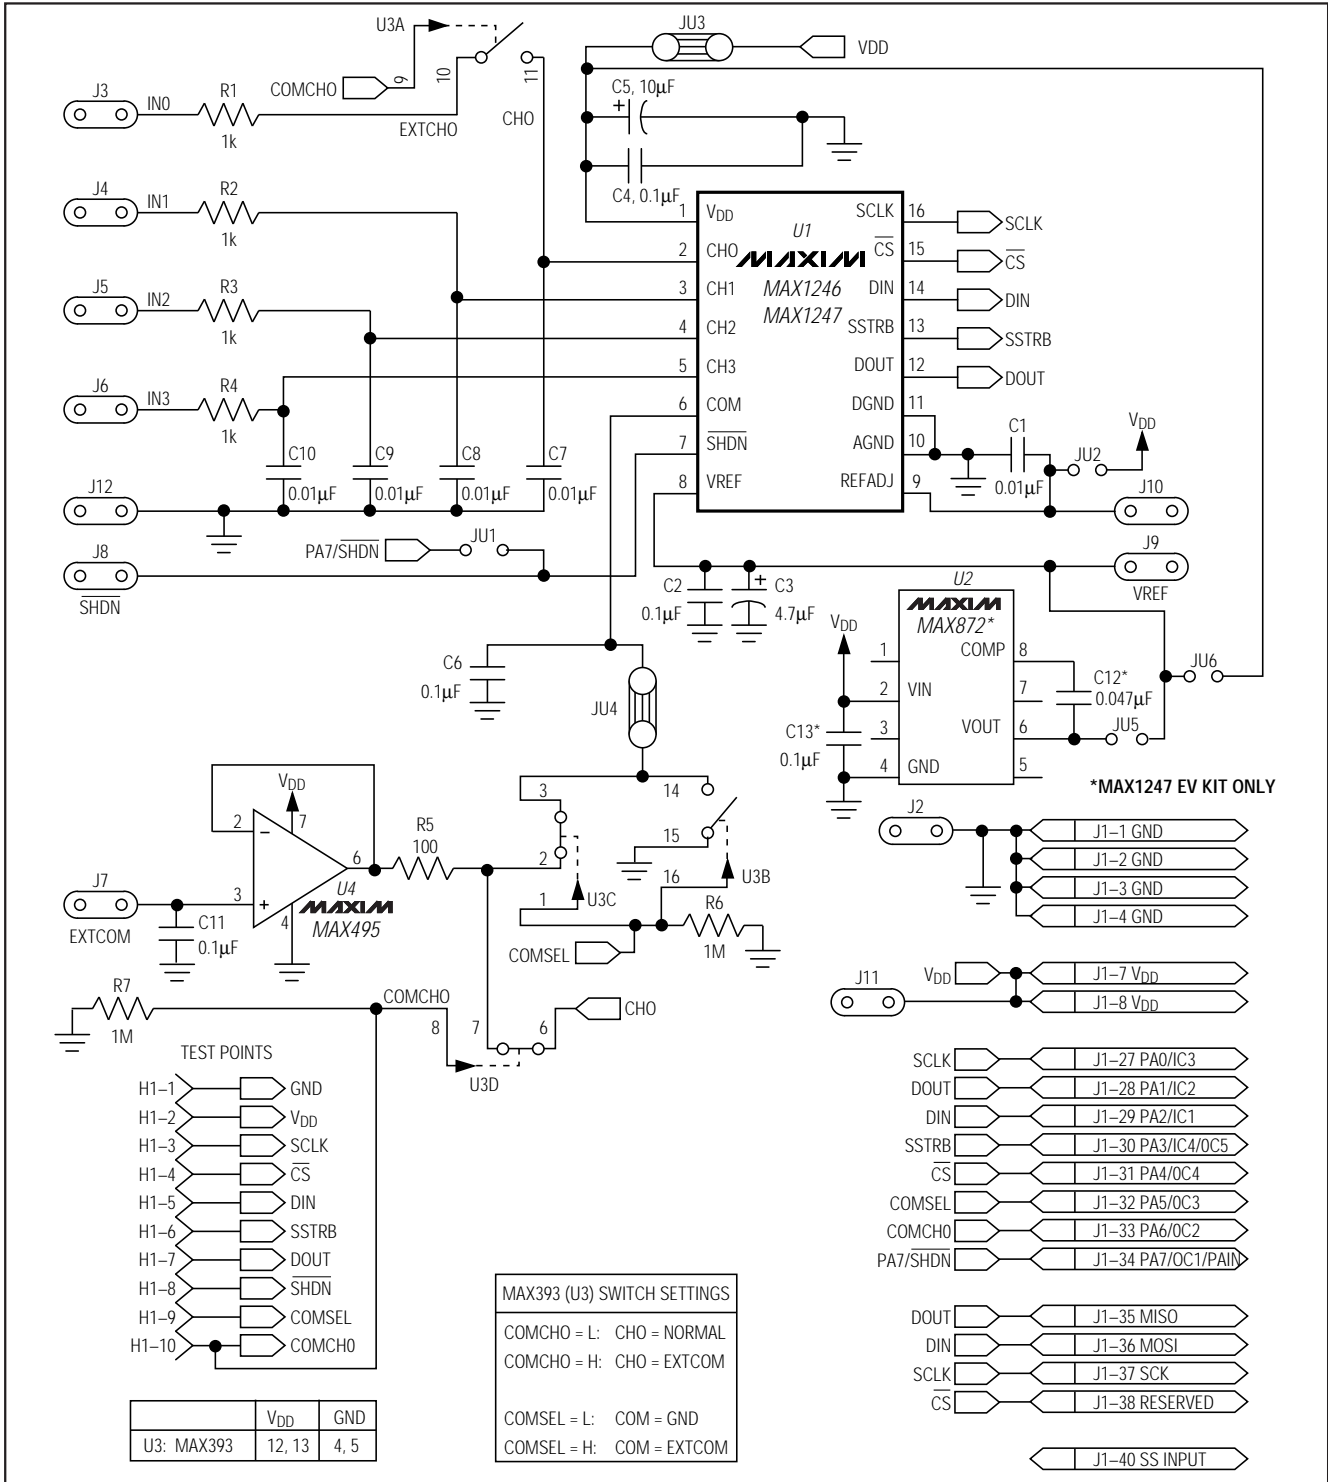 U3A
JU3
VDD
COMCHO
9
10
11
C5, 10µF
+
J3
IN0
R1
1k
EXTCHO
CHO
C4, 0.1µF
J4
IN1
R2
1k
J5
IN2
R3
1k
J6
IN3
R4
1k
U1
MAXIM
MAX1246
MAX1247
1 VDD
2 CHO
3 CH1
4 CH2
5 CH3
6 COM
7 SHDN
8 VREF
SCLK 16 SCLK
CS 15 CS
DIN 14 DIN
SSTRB 13 SSTRB
DOUT 12 DOUT
DGND 11
AGND 10
REFADJ 9
C1
0.01µF
VDD
JU2
J10
C10
0.01µF
C9
0.01µF
C8
0.01µF
C7
0.01µF
J12
J8
SHDN
PA7/SHDN
JU1
J9
VREF
C2
0.1µF
+
C3
4.7µF
U2
MAXIM
MAX872*
VDD
1
2 VIN
3
4 GND
COMP 8
7
VOUT 6
5
C12*
0.047µF
JU6
JU5
C13*
0.1µF
*MAX1247 EV KIT ONLY
C6
0.1µF
JU4
VDD
7
2
−
3
+
4
6
U4
MAXIM
MAX495
R5
100
3
2
1
U3C
14
15
16
U3B
R6
1M
COMSEL
J7
EXTCOM
C11
0.1µF
R7
1M
COMCHO
8
7
6
CHO
U3D
J2
J1–1 GND
J1–2 GND
J1–3 GND
J1–4 GND
J11
VDD
J1–7 VDD
J1–8 VDD
SCLK J1–27 PA0/IC3
DOUT J1–28 PA1/IC2
DIN J1–29 PA2/IC1
SSTRB J1–30 PA3/IC4/0C5
CS J1–31 PA4/0C4
COMSEL J1–32 PA5/0C3
COMCH0 J1–33 PA6/0C2
PA7/SHDN J1–34 PA7/OC1/PAIN
DOUT J1–35 MISO
DIN J1–36 MOSI
SCLK J1–37 SCK
CS J1–38 RESERVED
J1–40 SS INPUT
TEST POINTS
H1–1 GND
H1–2 VDD
H1–3 SCLK
H1–4 CS
H1–5 DIN
H1–6 SSTRB
H1–7 DOUT
H1–8 SHDN
H1–9 COMSEL
H1–10 COMCH0
VDD GND
U3: MAX393 12, 13 4, 5
MAX393 (U3) SWITCH SETTINGS
COMCHO = L: CHO = NORMAL
COMCHO = H: CHO = EXTCOM
COMSEL = L: COM = GND
COMSEL = H: COM = EXTCOM